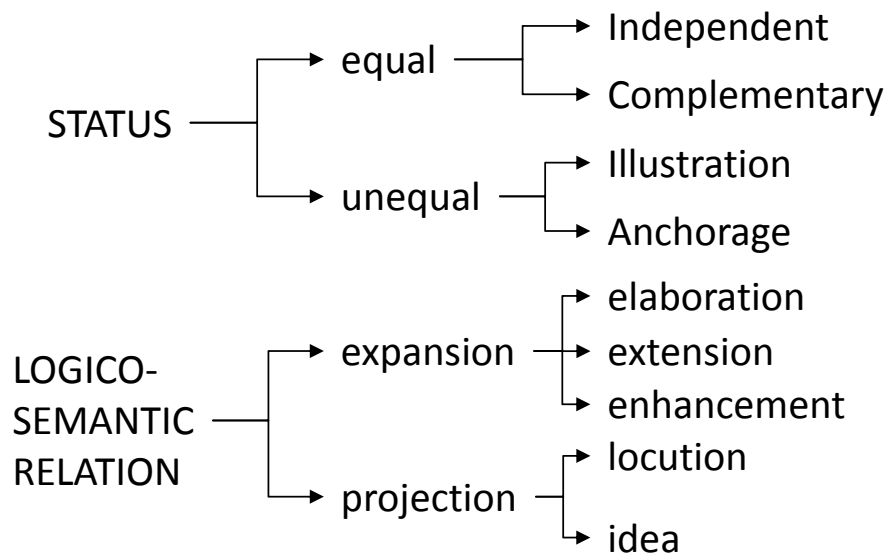 STATUS
equal
Independent
Complementary
unequal
Illustration
Anchorage
LOGICO-
SEMANTIC
RELATION
expansion
elaboration
extension
enhancement
projection
locution
idea